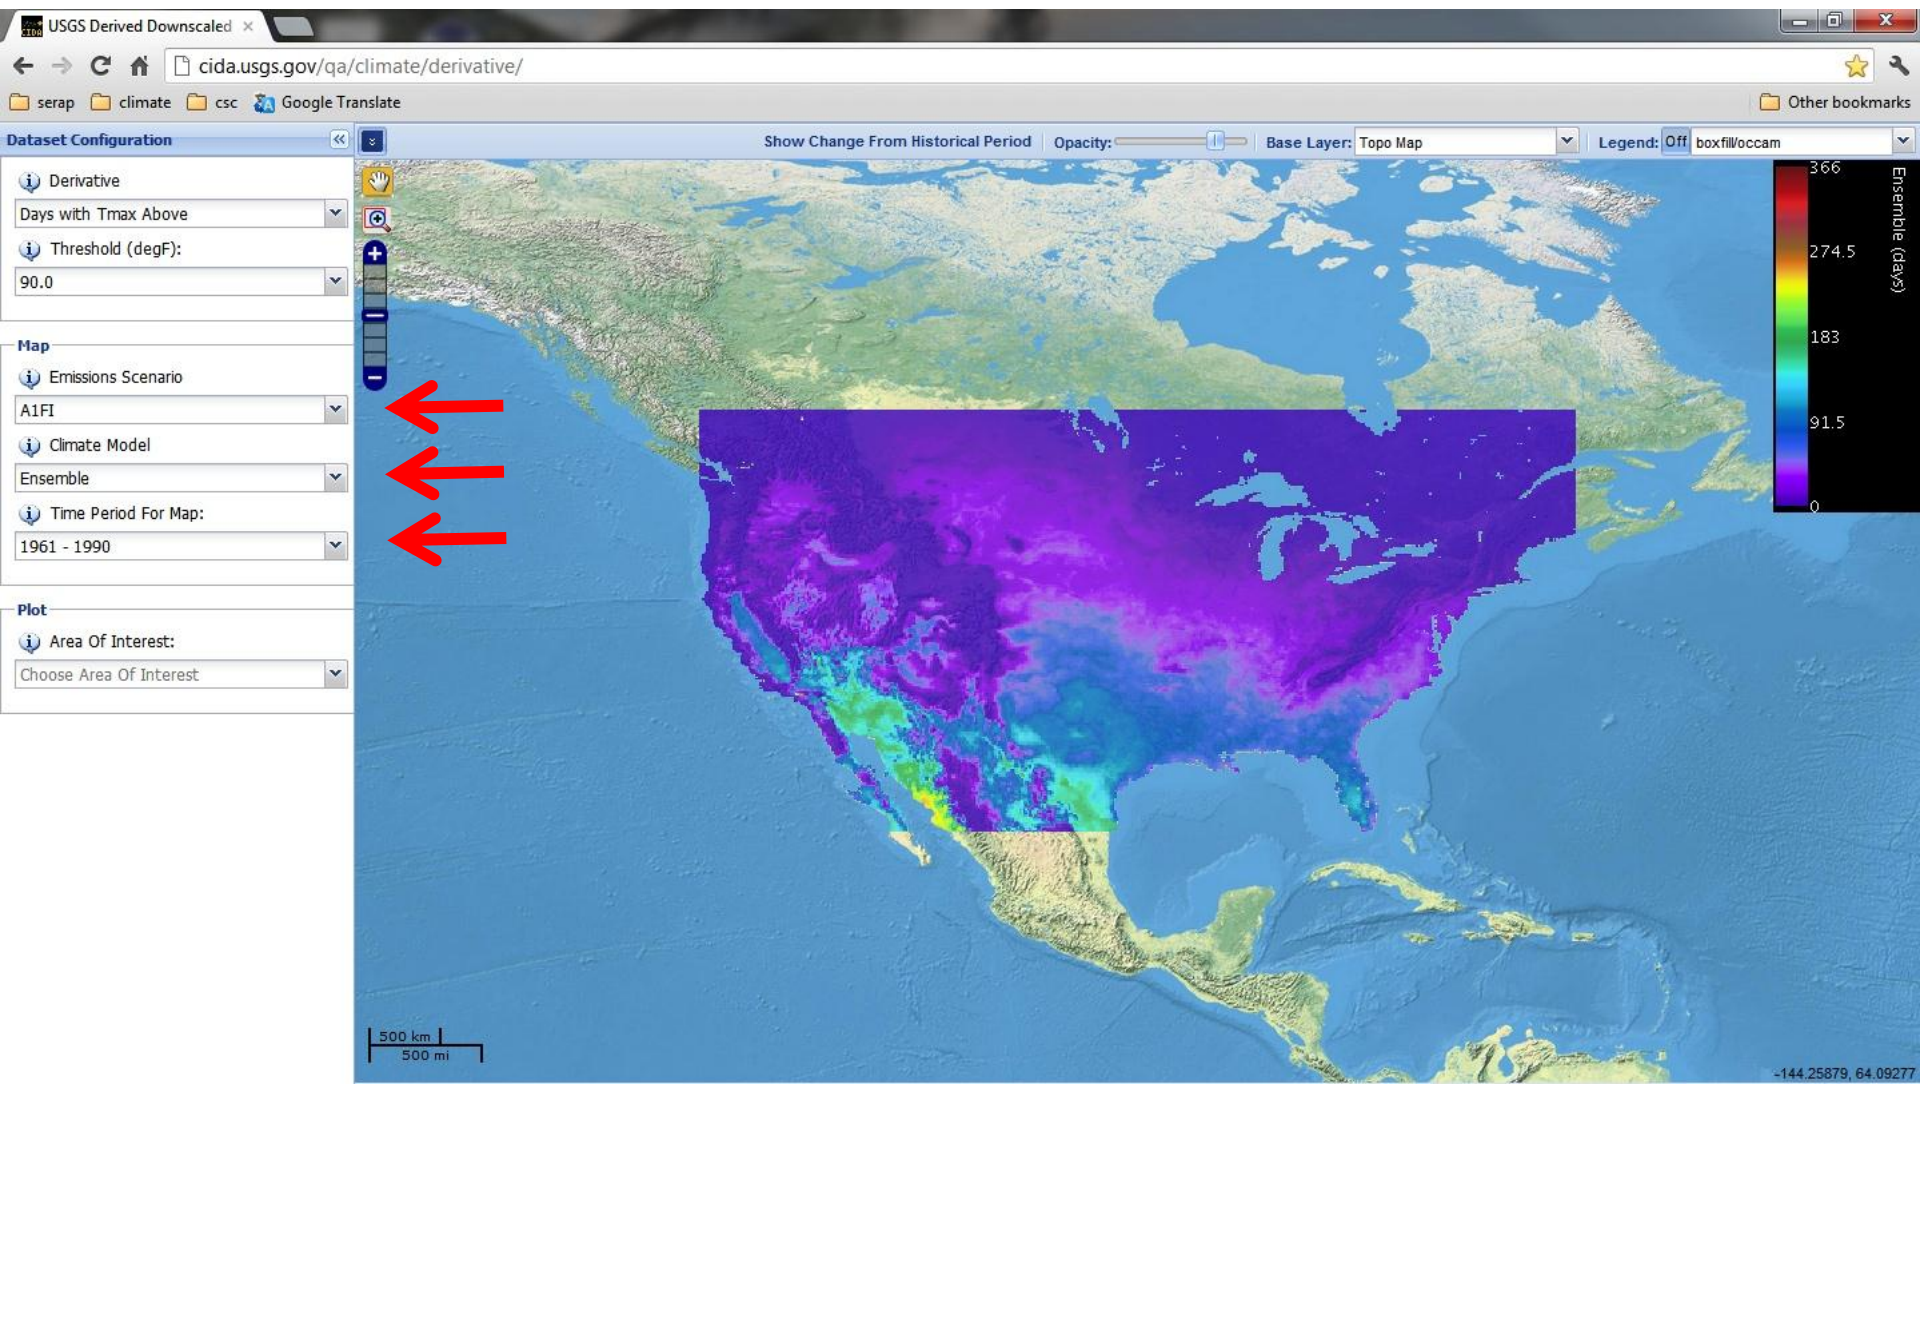 USGS Derived Downscaled ×
cida.usgs.gov/qa/climate/derivative/
serap climate csc Google Translate Other bookmarks
Dataset Configuration
Show Change From Historical Period Opacity: Base Layer: Topo Map Legend: Off boxfill/occam
Derivative
Days with Tmax Above
Threshold (degF):
90.0
Map
Emissions Scenario
A1FI
Climate Model
Ensemble
Time Period For Map:
1961 - 1990
Plot
Area Of Interest:
Choose Area Of Interest
366
274.5
183
91.5
0
Ensemble (days)
500 km
500 mi
-144.25879, 64.09277